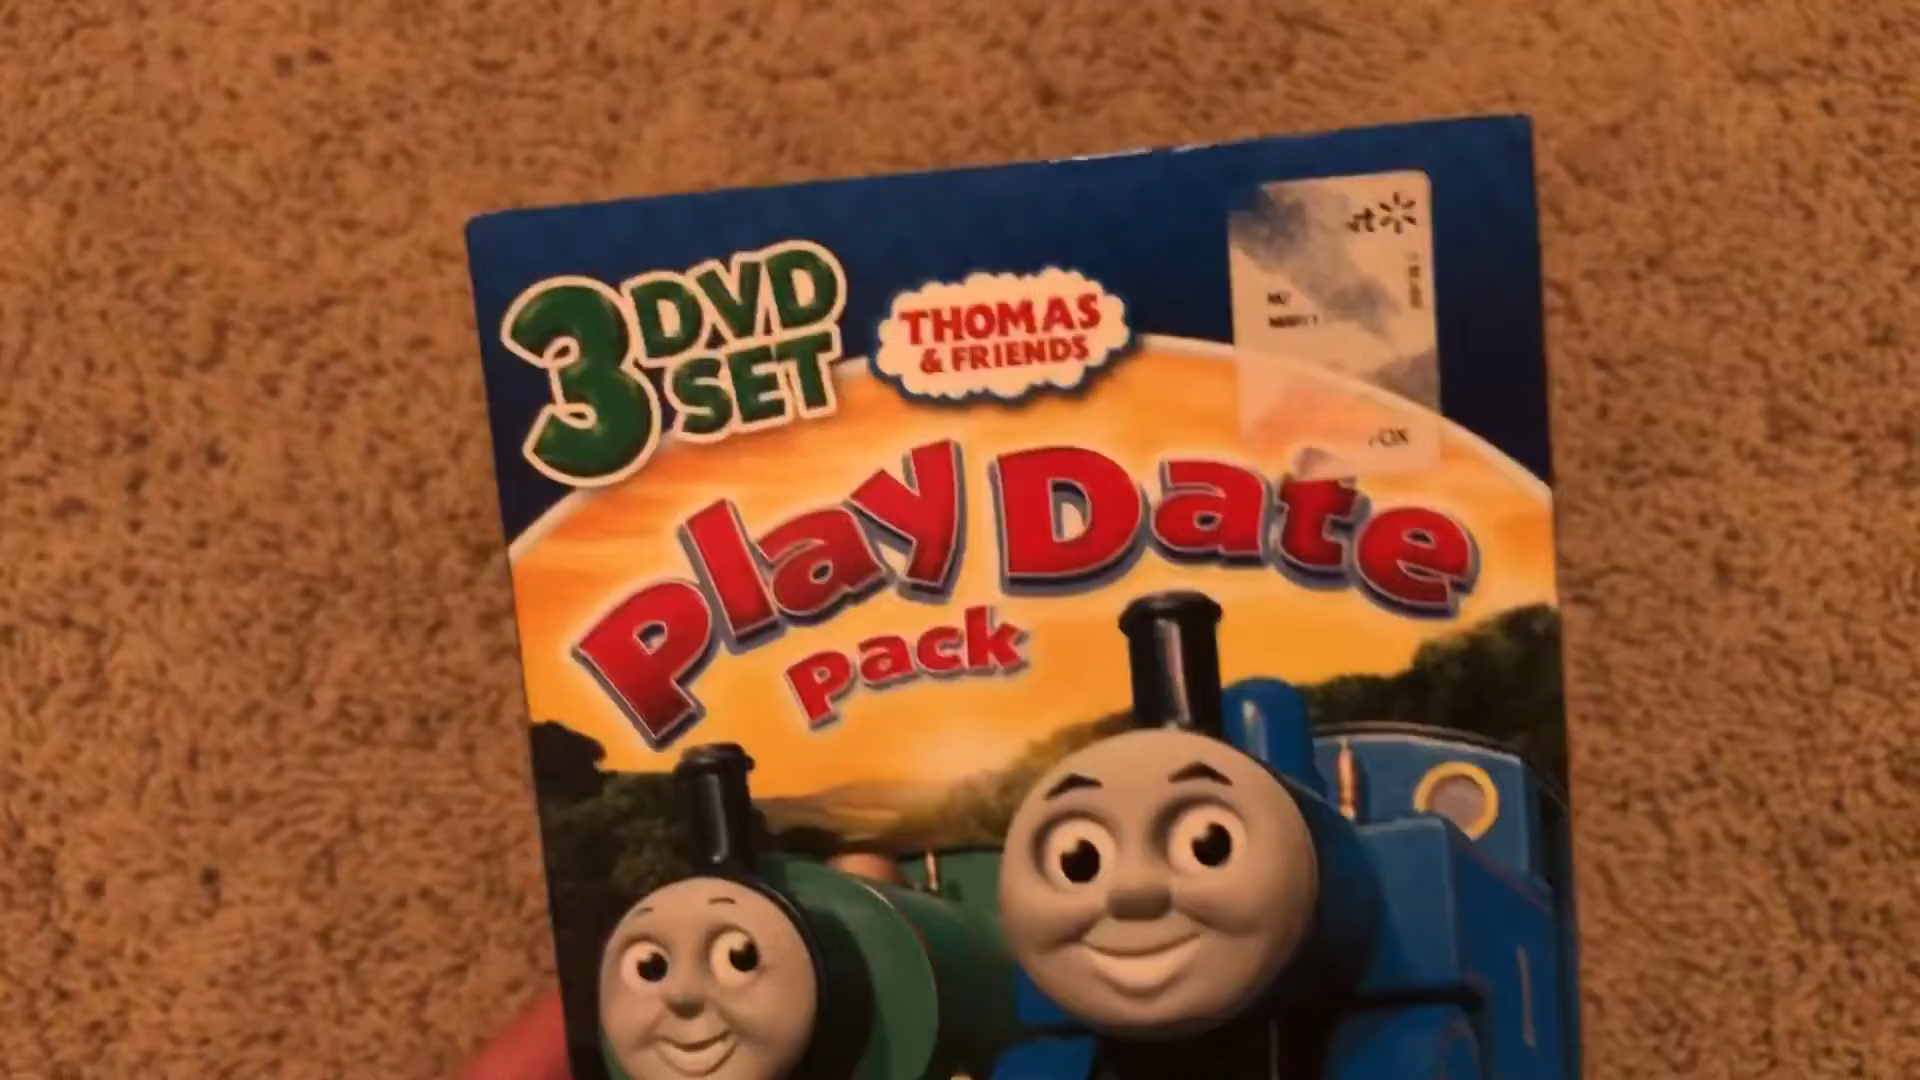 3 DVD
SET
THOMAS
& FRIENDS
Play Date
pack